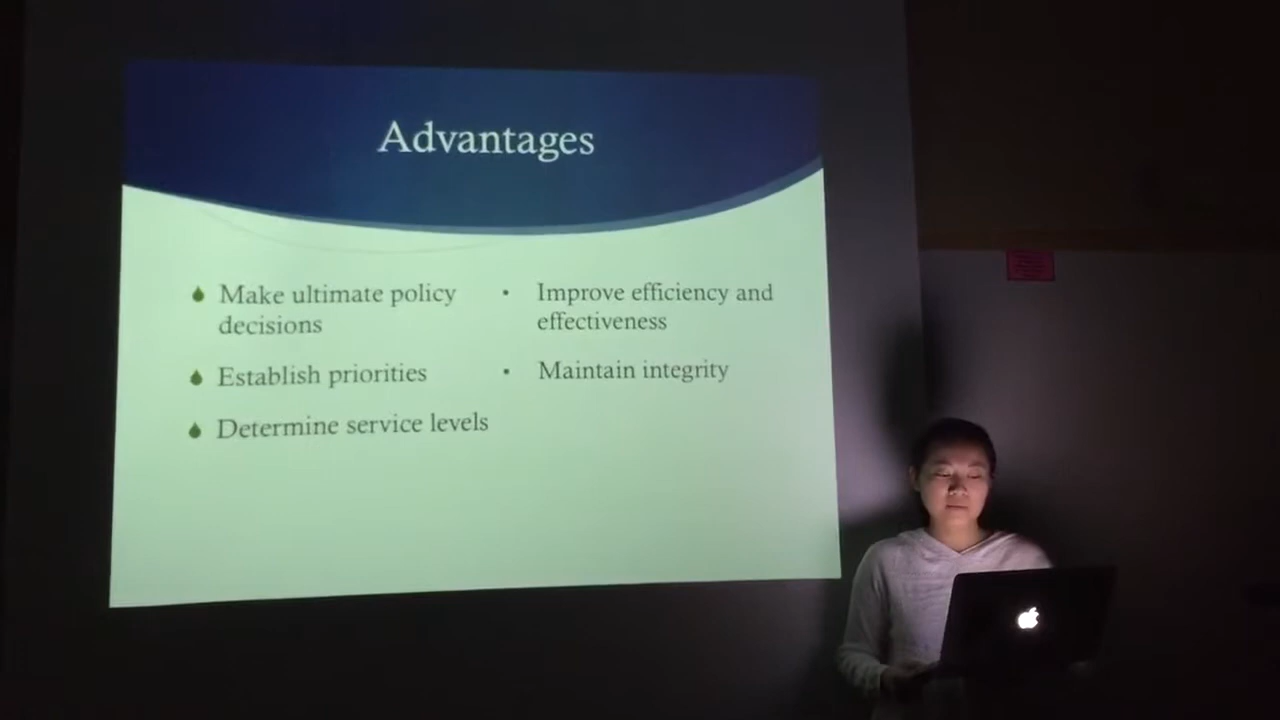 Advantages
Make ultimate policy
decisions
Establish priorities
Determine service levels
• Improve efficiency and
effectiveness
• Maintain integrity